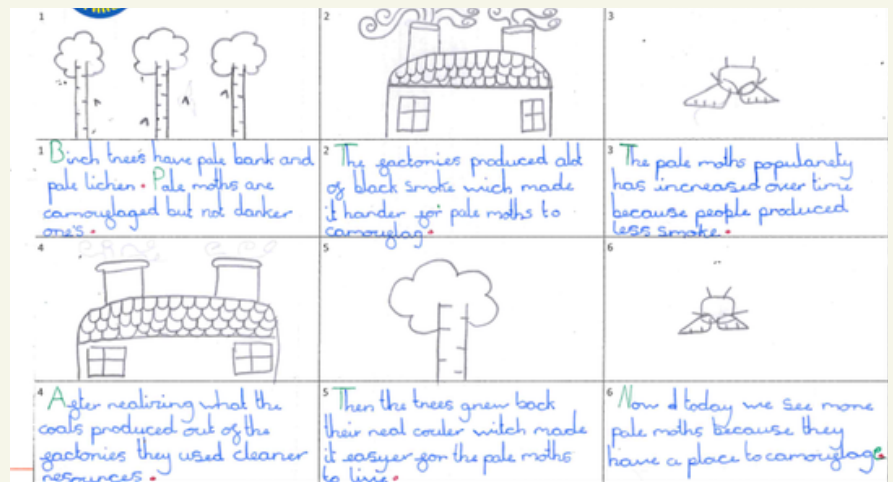 1
2
3
1 Birch trees have pale bark and
pale lichen. Pale moths are
camouflaged but not darker
one's.
2 The factories produced alot
of black smoke wich made
it harder for pale moths to
camouflag.
3 The pale moths popularety
has increased over time
because people produced
less smoke.
4
5
6
4 After realizing what the
coals produced out of the
factories they used cleaner
resources.
5 Then the trees grew back
their real couler witch made
it easyer for the pale moths
to live.
6 Now today we see more
pale moths because they
have a place to camouflage